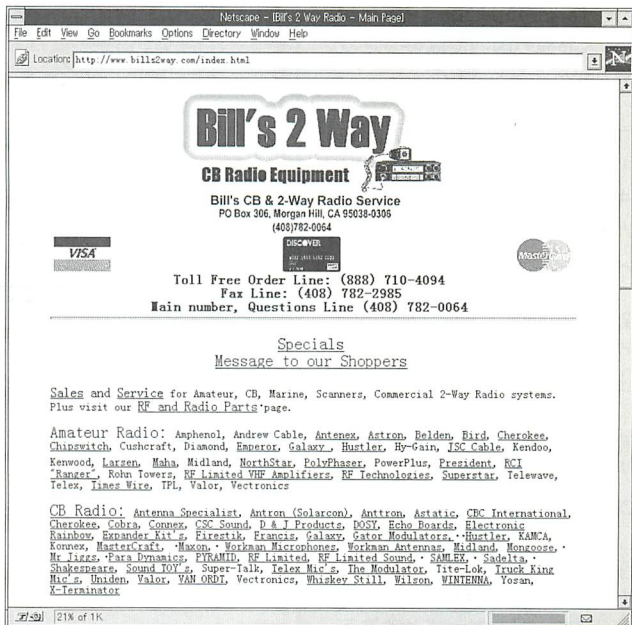 Netscape - [Bill's 2 Way Radio - Main Page]
File Edit View Go Bookmarks Options Directory Window Help
Location: http://www.bills2way.com/index.html
N
Bill's 2 Way
CB Radio Equipment
Bill's CB & 2-Way Radio Service
PO Box 306, Morgan Hill, CA 95038-0306
(408)782-0064
VISA
DISCOVER
MasterCard
Toll Free Order Line: (888) 710-4094
Fax Line: (408) 782-2985
Main number, Questions Line (408) 782-0064
Specials
Message to our Shoppers
Sales and Service for Amateur, CB, Marine, Scanners, Commercial 2-Way Radio systems.
Plus visit our RF and Radio Parts page.
Amateur Radio: Amphenol, Andrew Cable, Antenex, Astron, Belden, Bird, Cherokee,
Chipswitch, Cushcraft, Diamond, Emperor, Galaxy, Hustler, Hy-Gain, JSC Cable, Kendoo,
Kenwood, Larsen, Maha, Midland, NorthStar, PolyPhaser, PowerPlus, President, RCI
"Ranger", Rohn Towers, RF Limited VHF Amplifiers, RF Technologies, Superstar, Telewave,
Telex, Times Wire, TPL, Valor, Vectronics
CB Radio: Antenna Specialist, Antron (Solarcon), Anttron, Astatic, CBC International,
Cherokee, Cobra, Connex, CSC Sound, D & J Products, DOSY, Echo Boards, Electronic
Rainbow, Expander Kit's, Firestik, Francis, Galaxy, Gator Modulators, · ·Hustler, KAMCA,
Konnex, MasterCraft, ·Maxon, · Workman Microphones, Workman Antennas, Midland, Mongoose, ·
Mr Jiggs, ·Para Dynamics, PYRAMID, RF Limited, RF Limited Sound, · SAMLEX, · Sadelta, ·
Shakespeare, Sound TOY's, Super-Talk, Telex Mic's, The Modulator, Tite-Lok, Truck King
Mic's, Uniden, Valor, VAN ORDT, Vectronics, Whiskey Still, Wilson, WINTENNA, Yosan,
X-Terminator
21% of 1K